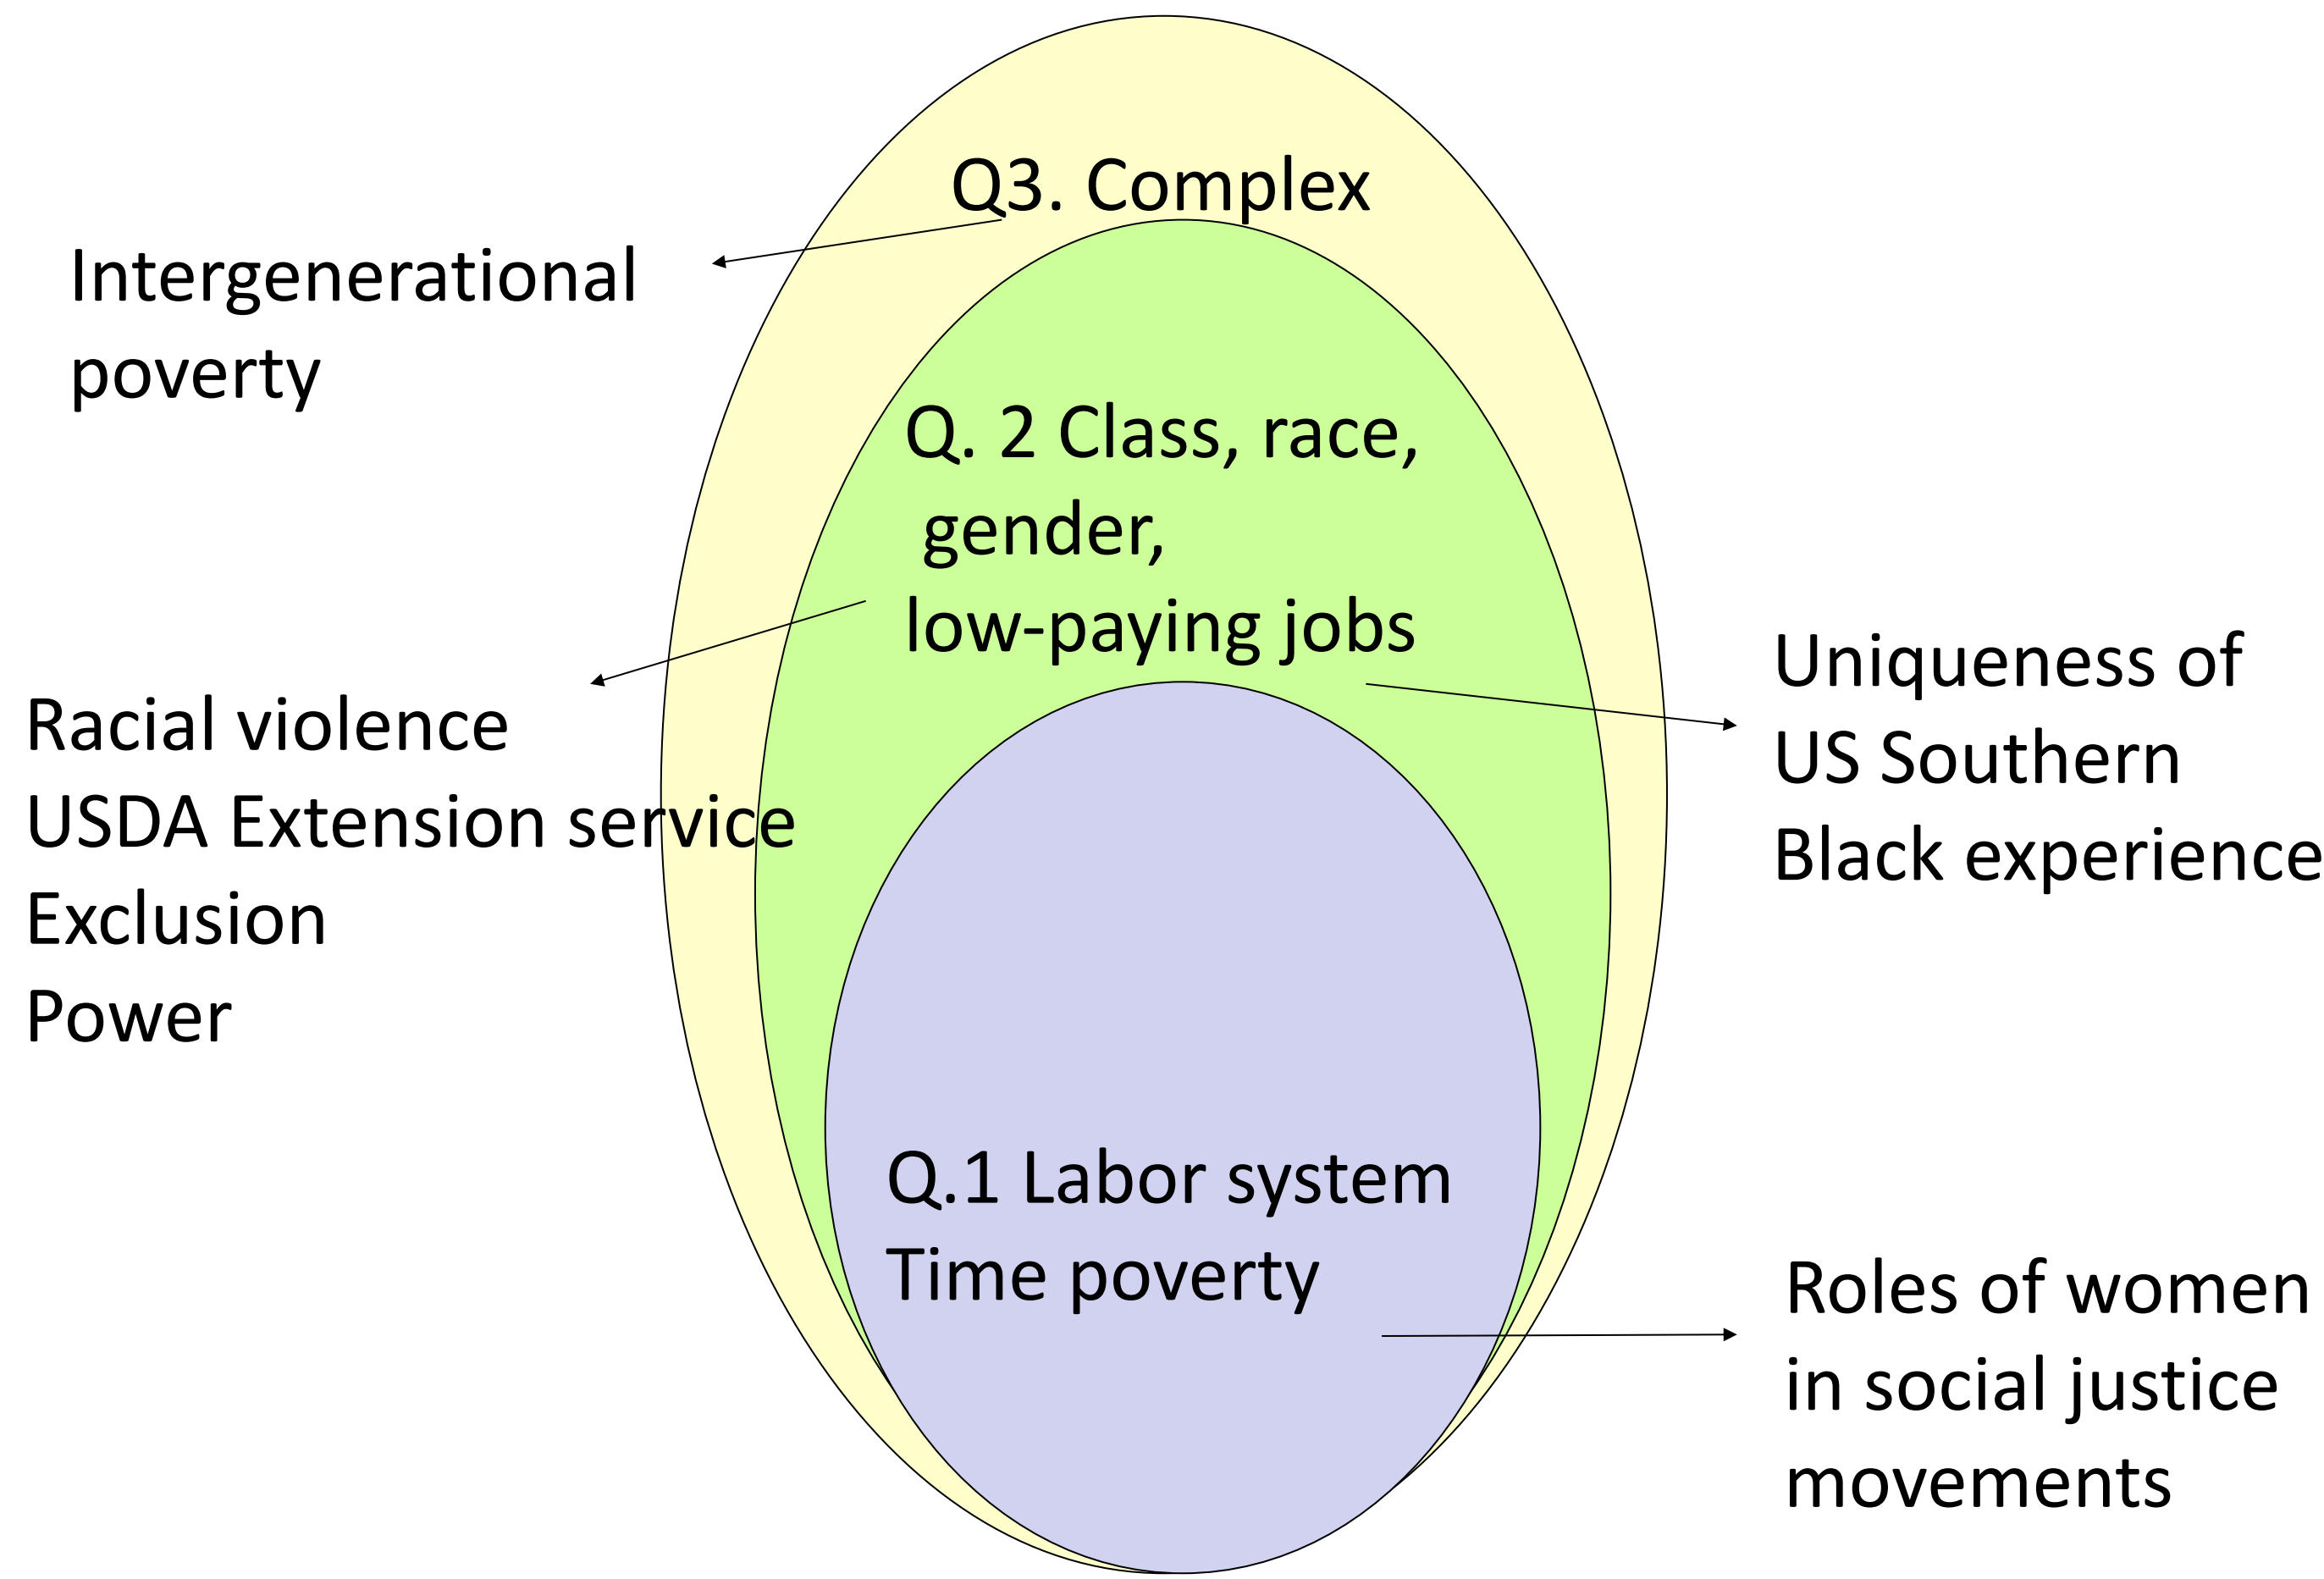 Q3. Complex
Intergenerational
poverty
Q. 2 Class, race,
gender,
low-paying jobs
Racial violence
USDA Extension service
Exclusion
Power
Uniqueness of
US Southern
Black experience
Q.1 Labor system
Time poverty
Roles of women
in social justice
movements